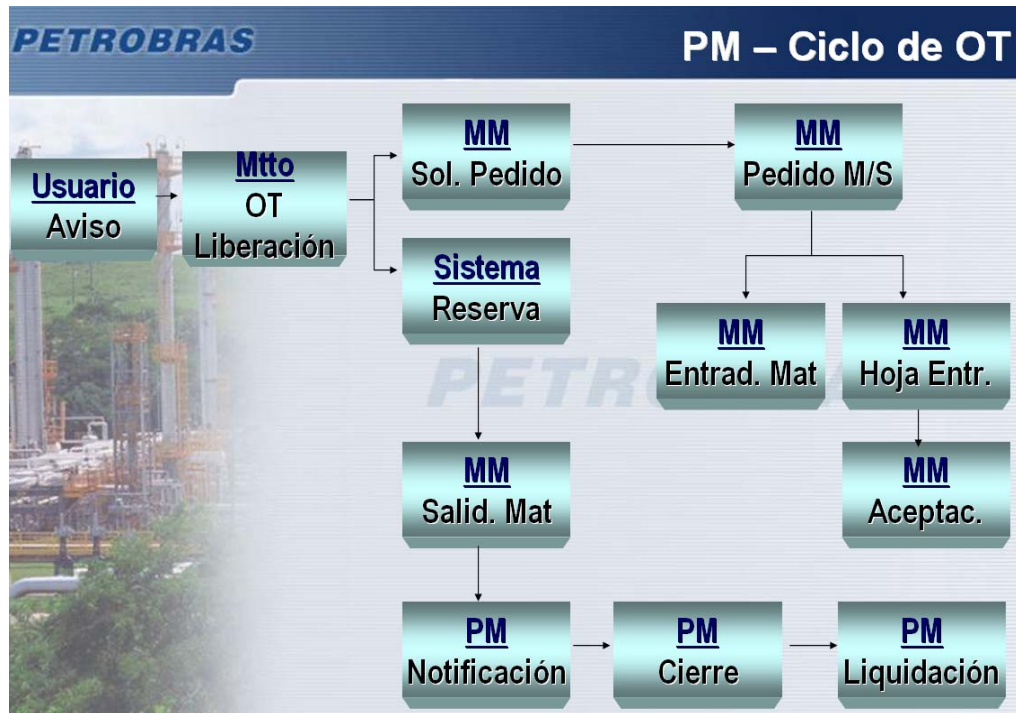 PETROBRAS
PM – Ciclo de OT
Usuario
Aviso
Mtto
OT
Liberación
MM
Sol. Pedido
MM
Pedido M/S
Sistema
Reserva
MM
Entrad. Mat
MM
Hoja Entr.
MM
Salid. Mat
MM
Aceptac.
PM
Notificación
PM
Cierre
PM
Liquidación